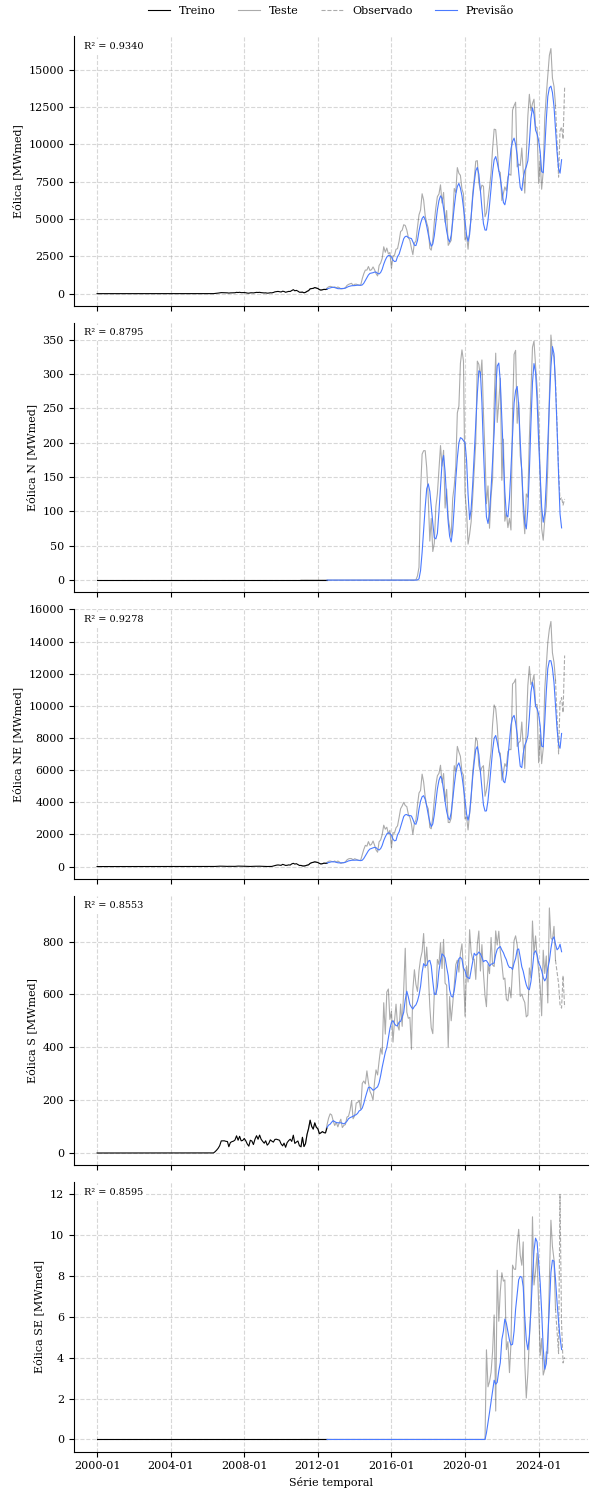 Treino Teste Observado Previsão
R² = 0.9340
Eólica [MWmed]
15000
12500
10000
7500
5000
2500
0
R² = 0.8795
Eólica N [MWmed]
350
300
250
200
150
100
50
0
R² = 0.9278
Eólica NE [MWmed]
16000
14000
12000
10000
8000
6000
4000
2000
0
R² = 0.8553
Eólica S [MWmed]
800
600
400
200
0
R² = 0.8595
Eólica SE [MWmed]
12
10
8
6
4
2
0
2000-01 2004-01 2008-01 2012-01 2016-01 2020-01 2024-01
Série temporal